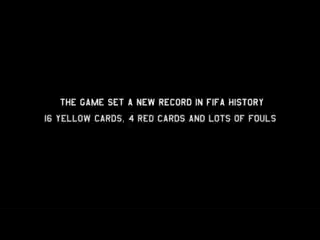 THE GAME SET A NEW RECORD IN FIFA HISTORY
16 YELLOW CARDS, 4 RED CARDS AND LOTS OF FOULS